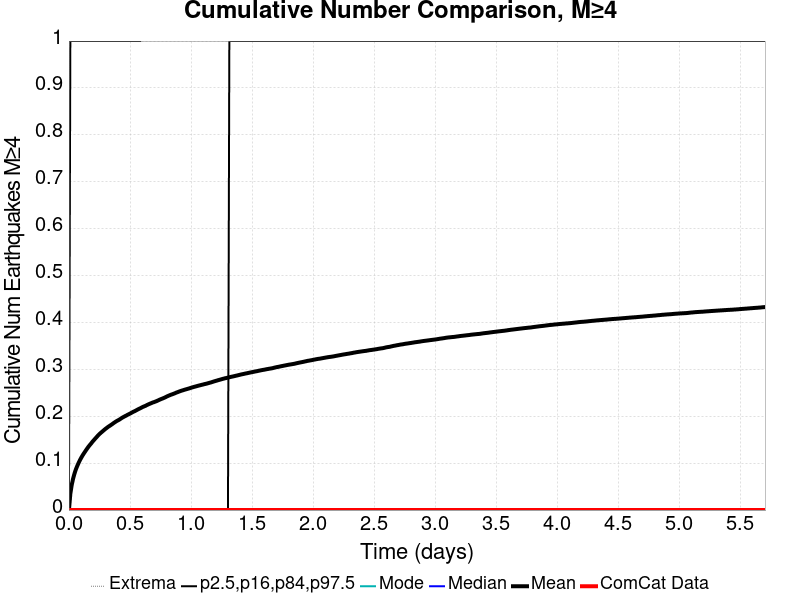 Cumulative Number Comparison, M≥4
Cumulative Num Earthquakes M≥4
1
0.9
0.8
0.7
0.6
0.5
0.4
0.3
0.2
0.1
0
0.0 0.5 1.0 1.5 2.0 2.5 3.0 3.5 4.0 4.5 5.0 5.5
Time (days)
Extrema p2.5,p16,p84,p97.5 Mode Median Mean ComCat Data